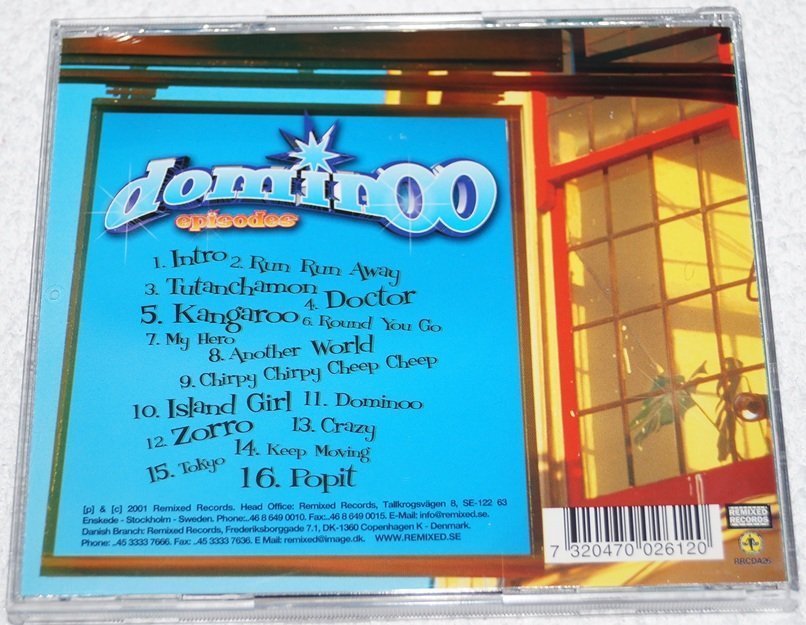 dominoo
episodes
1. Intro 2. Run Run Away
3. Tutanchamon 4. Doctor
5. Kangaroo 6. Round You Go
7. My Hero
8. Another World
9. Chirpy Chirpy Cheep Cheep
10. Island Girl 11. Dominoo
12. Zorro 13. Crazy
14. Keep Moving
15. Tokyo 16. Popit
[p] & [c] 2001 Remixed Records. Head Office: Remixed Records, Tallkrogsvägen 8, SE-122 63
Enskede - Stockholm - Sweden. Phone:..46 8 649 0010. Fax:..46 8 649 0015. E-Mail: info@remixed.se.
Danish Branch: Remixed Records, Frederiksborggade 7.1, DK-1360 Copenhagen K - Denmark.
Phone: ..45 3333 7666. Fax: ..45 3333 7636. E Mail: remixed@image.dk. WWW.REMIXED.SE
7 320470 026120
REMIXED
RECORDS
RRCDA26